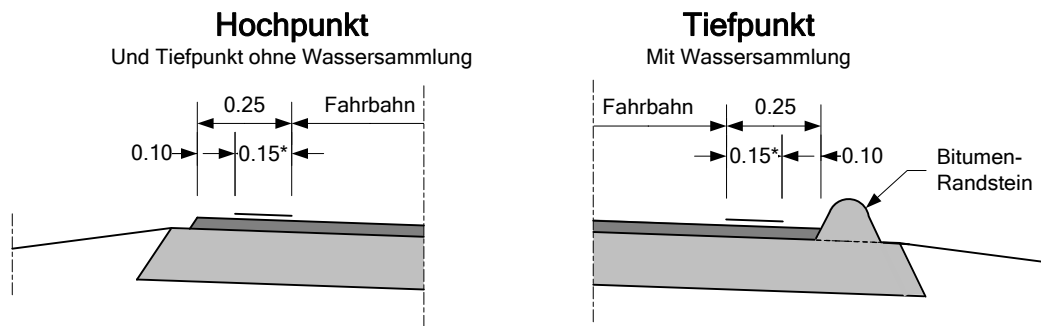 Hochpunkt
Und Tiefpunkt ohne Wassersammlung
0.25
Fahrbahn
0.10
0.15*
Tiefpunkt
Mit Wassersammlung
Fahrbahn
0.25
0.15*
0.10
Bitumen-
Randstein